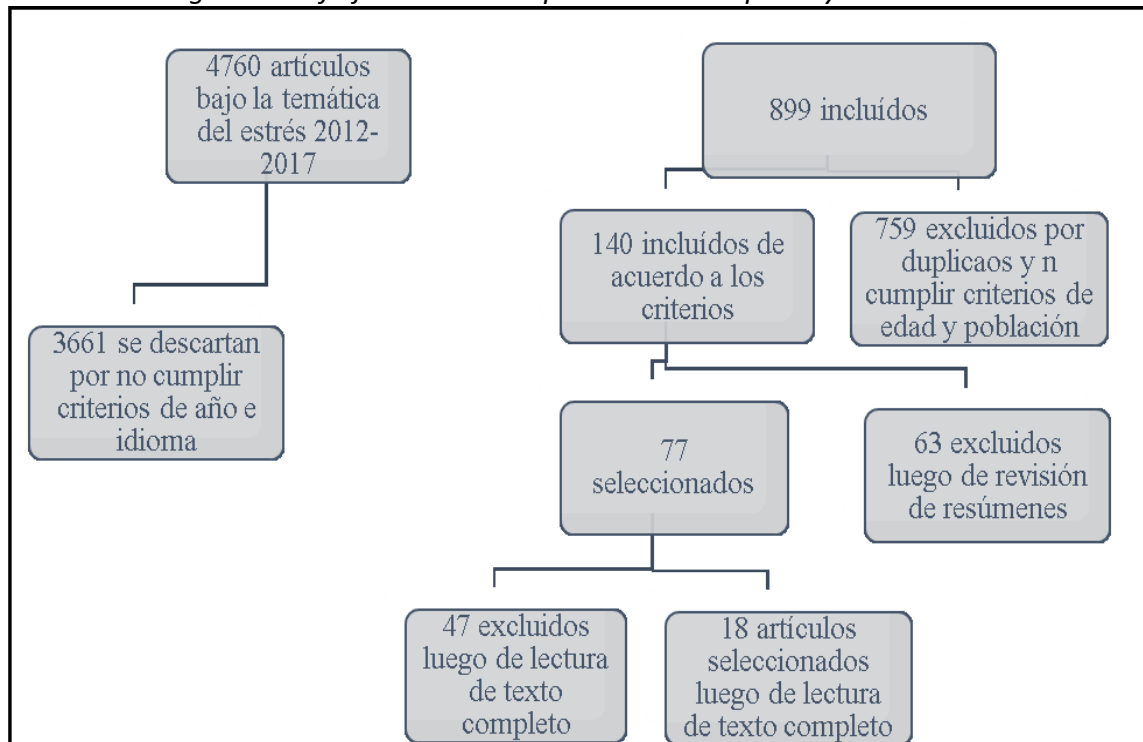 4760 artículos
bajo la temática
del estrés 2012-
2017
899 incluídos
140 incluídos de
acuerdo a los
criterios
759 excluidos por
duplicaos y n
cumplir criterios de
edad y población
3661 se descartan
por no cumplir
criterios de año e
idioma
77
seleccionados
63 excluidos
luego de revisión
de resúmenes
47 excluidos
luego de lectura
de texto
completo
18 artículos
seleccionados
luego de lectura
de texto completo